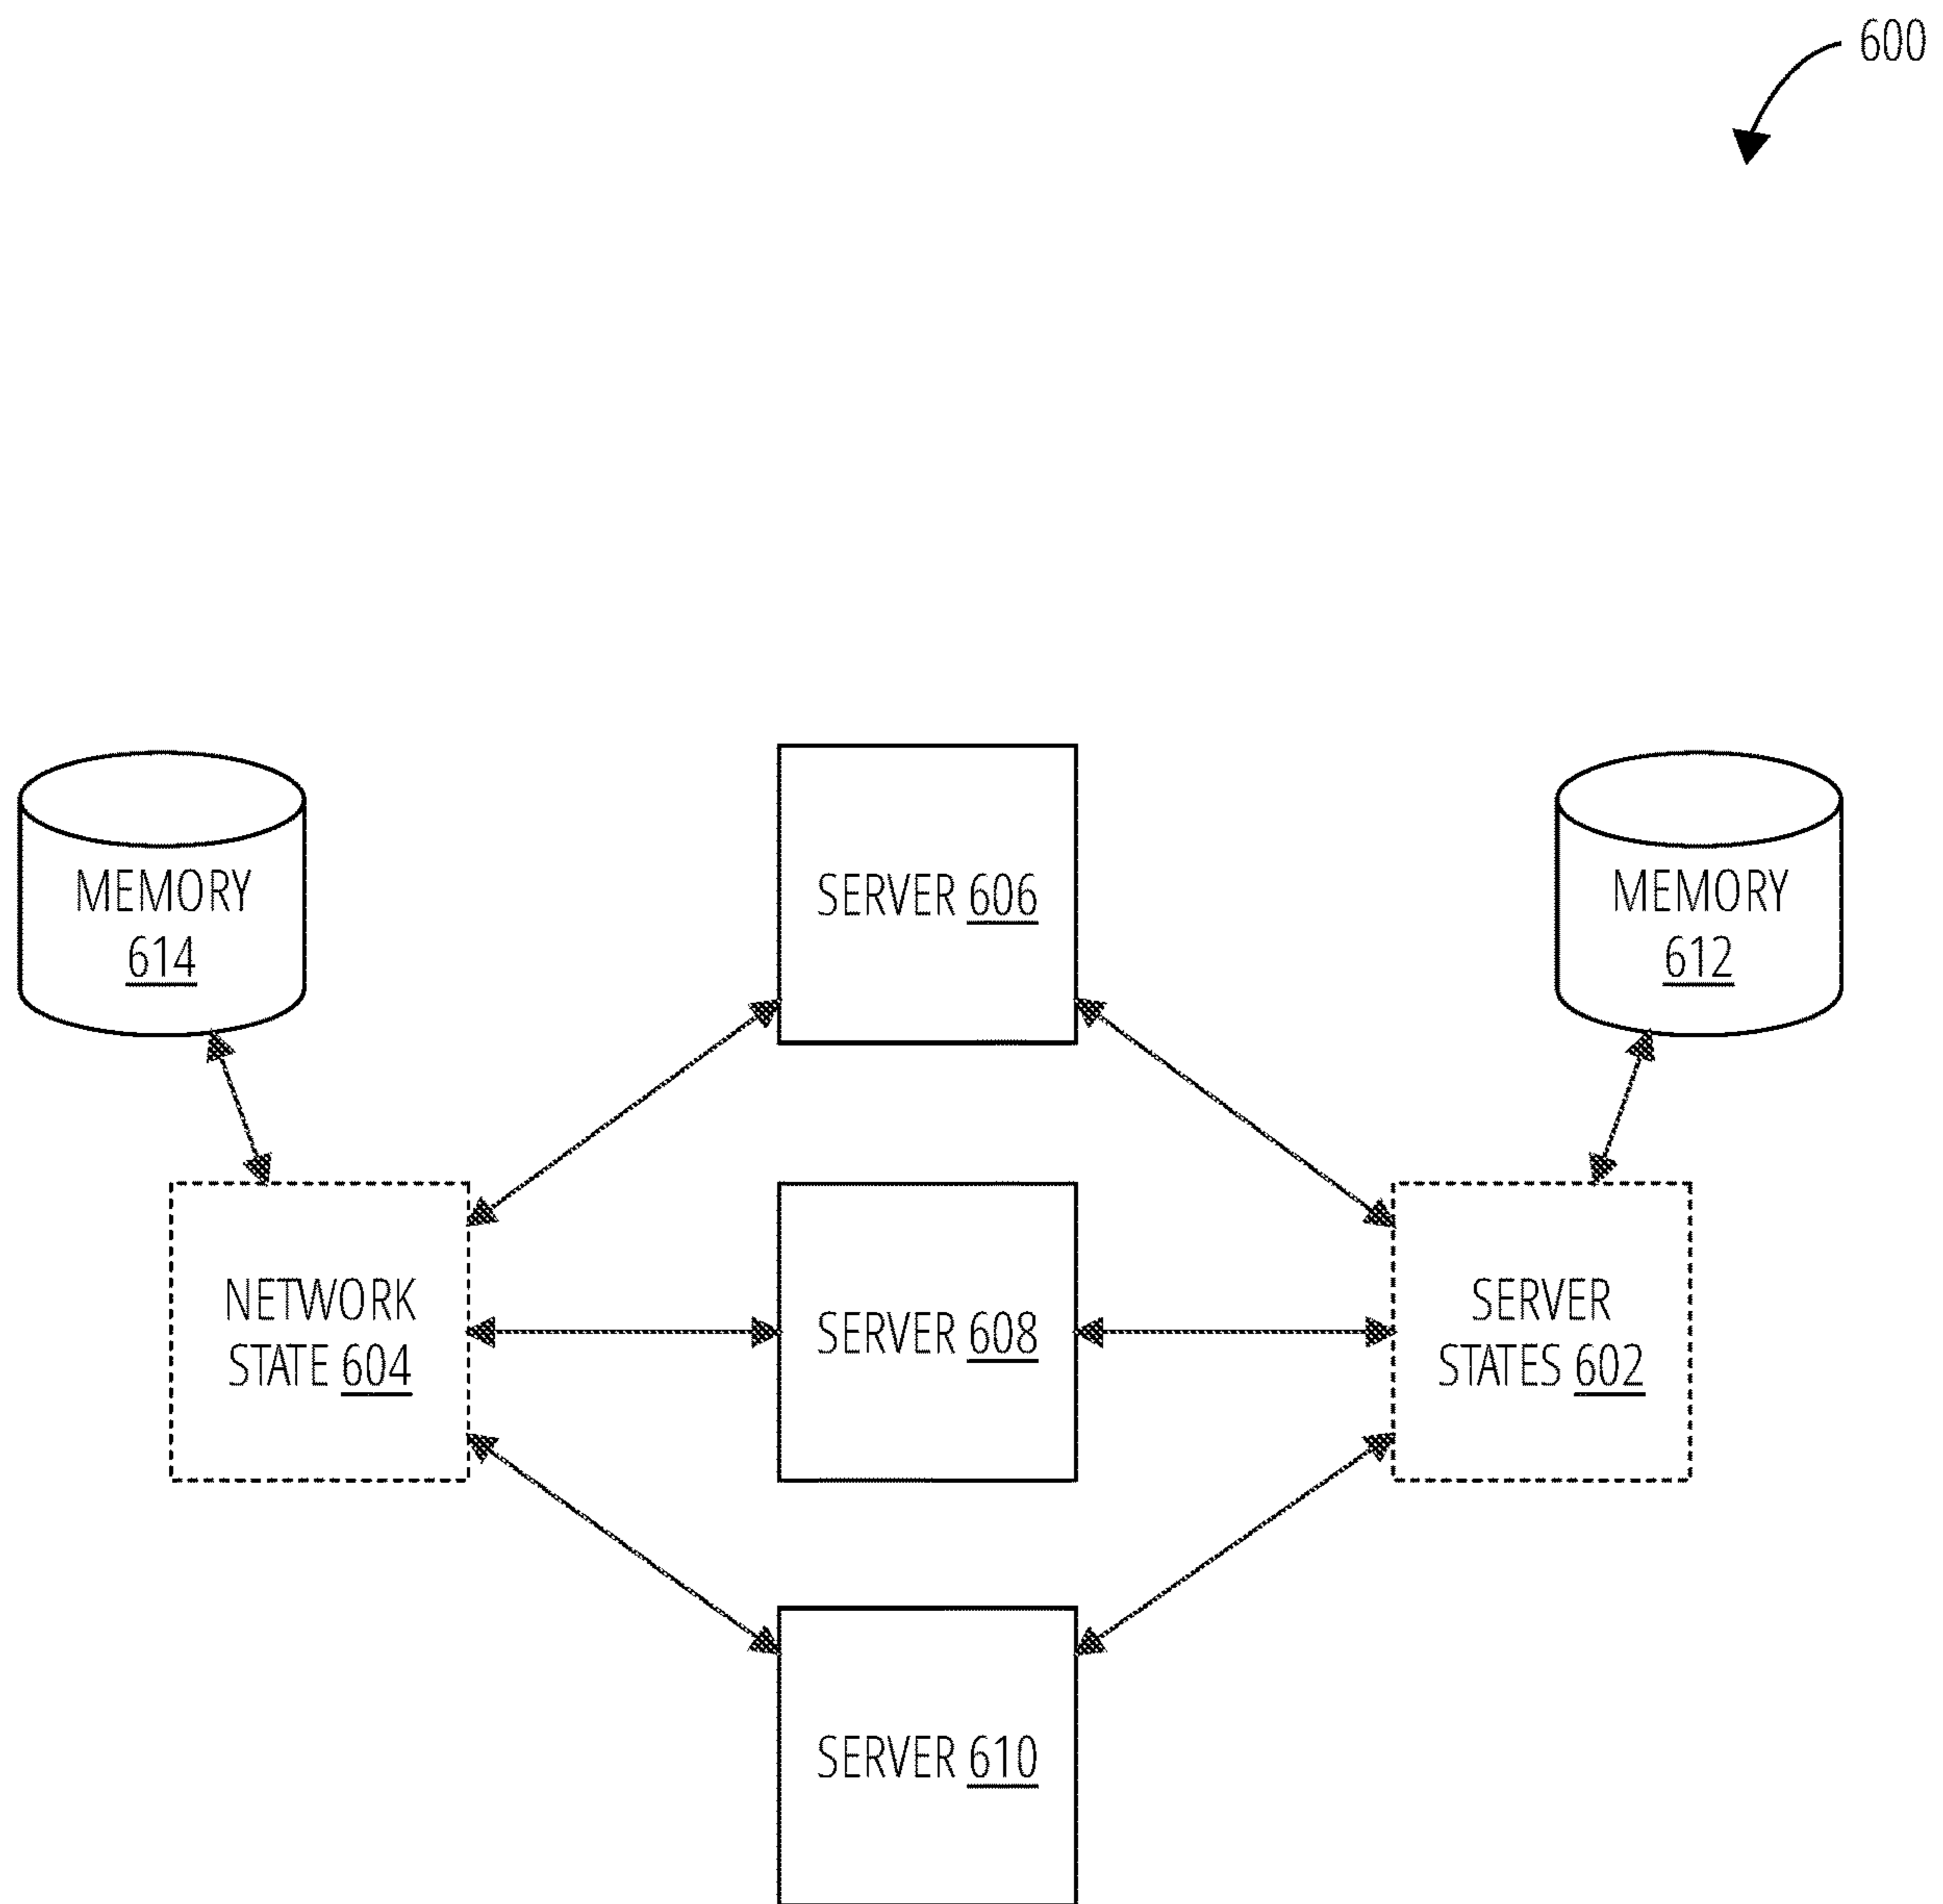 600
MEMORY
614
SERVER 606
MEMORY
612
NETWORK
STATE 604
SERVER 608
SERVER
STATES 602
SERVER 610